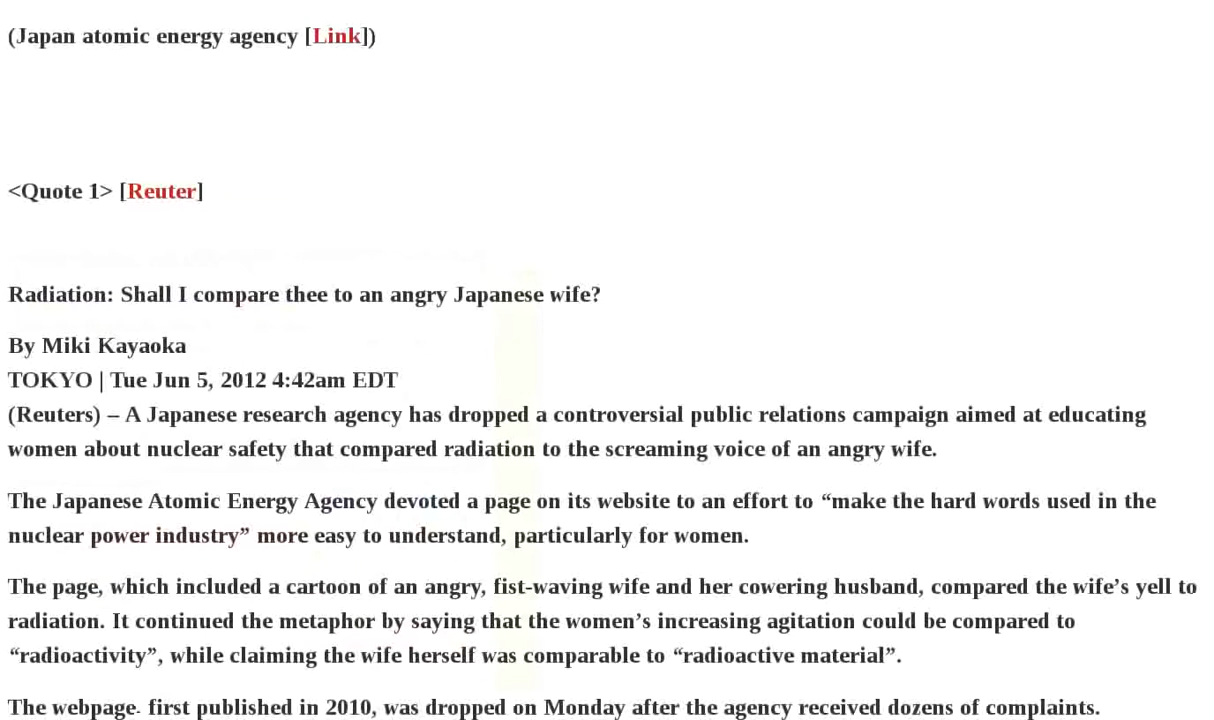 (Japan atomic energy agency [Link])
<Quote 1> [Reuter]
Radiation: Shall I compare thee to an angry Japanese wife?
By Miki Kayaoka
TOKYO | Tue Jun 5, 2012 4:42am EDT
(Reuters) – A Japanese research agency has dropped a controversial public relations campaign aimed at educating
women about nuclear safety that compared radiation to the screaming voice of an angry wife.
The Japanese Atomic Energy Agency devoted a page on its website to an effort to “make the hard words used in the
nuclear power industry” more easy to understand, particularly for women.
The page, which included a cartoon of an angry, fist-waving wife and her cowering husband, compared the wife’s yell to
radiation. It continued the metaphor by saying that the women’s increasing agitation could be compared to
“radioactivity”, while claiming the wife herself was comparable to “radioactive material”.
The webpage, first published in 2010, was dropped on Monday after the agency received dozens of complaints.